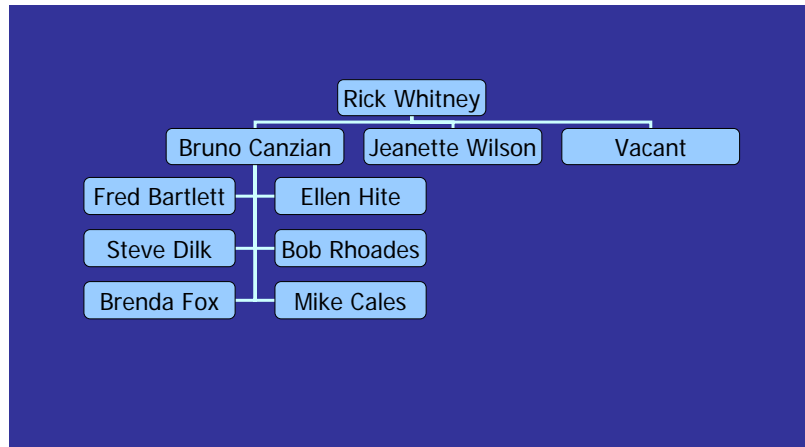 Rick Whitney
Bruno Canzian
Jeanette Wilson
Vacant
Fred Bartlett
Ellen Hite
Steve Dilk
Bob Rhoades
Brenda Fox
Mike Cales